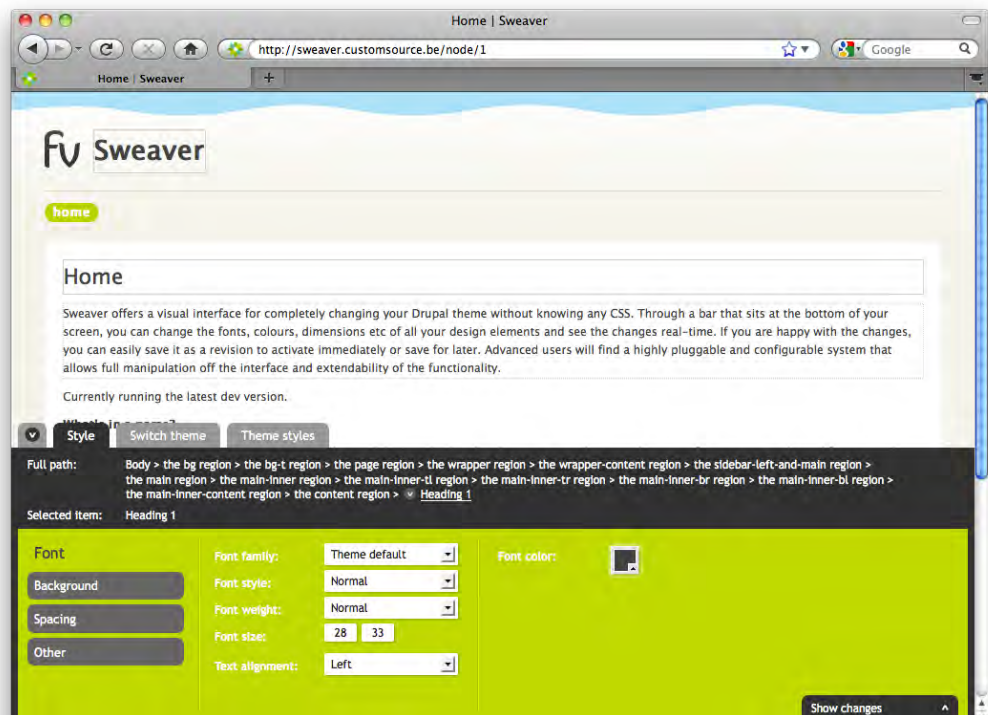 Home | Sweaver
http://sweaver.customsource.be/node/1
Google
Home | Sweaver
+
fv Sweaver
home
Home
Sweaver offers a visual interface for completely changing your Drupal theme without knowing any CSS. Through a bar that sits at the bottom of your
screen, you can change the fonts, colours, dimensions etc of all your design elements and see the changes real-time. If you are happy with the changes,
you can easily save it as a revision to activate immediately or save for later. Advanced users will find a highly pluggable and configurable system that
allows full manipulation off the interface and extendability of the functionality.
Currently running the latest dev version.
What's in a name?
Style Switch theme Theme styles
Full path: Body > the bg region > the bg-t region > the page region > the wrapper region > the wrapper-content region > the sidebar-left-and-main region >
the main region > the main-inner region > the main-inner-tl region > the main-inner-tr region > the main-inner-br region > the main-inner-bl region >
the main-inner-content region > the content region > Heading 1
Selected item: Heading 1
Font Font family: Theme default Font color:
Background Font style: Normal
Font weight: Normal
Spacing
Font size: 28 33
Other
Text alignment: Left
Show changes